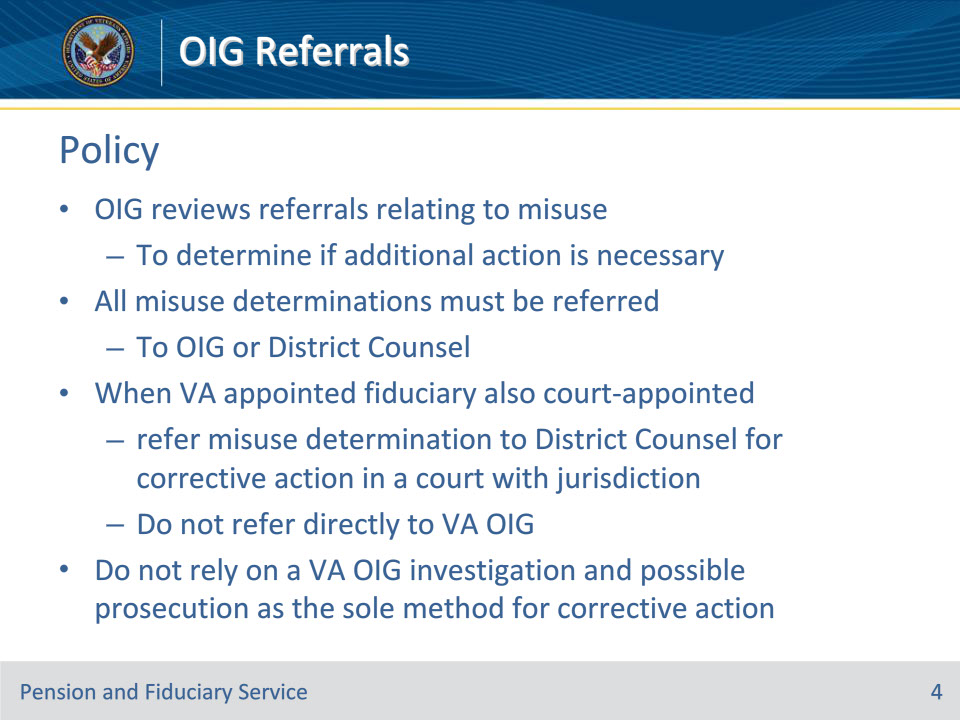 OIG Referrals
Policy
• OIG reviews referrals relating to misuse
– To determine if additional action is necessary
• All misuse determinations must be referred
– To OIG or District Counsel
• When VA appointed fiduciary also court-appointed
– refer misuse determination to District Counsel for
corrective action in a court with jurisdiction
– Do not refer directly to VA OIG
• Do not rely on a VA OIG investigation and possible
prosecution as the sole method for corrective action
Pension and Fiduciary Service
4